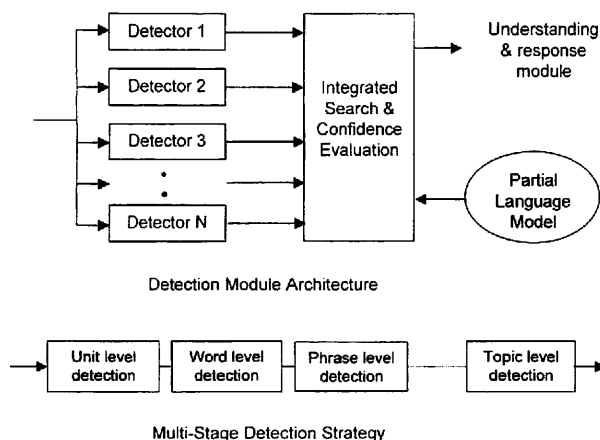 Detector 1
Detector 2
Detector 3
Detector N
Integrated
Search &
Confidence
Evaluation
Understanding
& response
module
Partial
Language
Model
Detection Module Architecture
Unit level
detection
Word level
detection
Phrase level
detection
Topic level
detection
Multi-Stage Detection Strategy